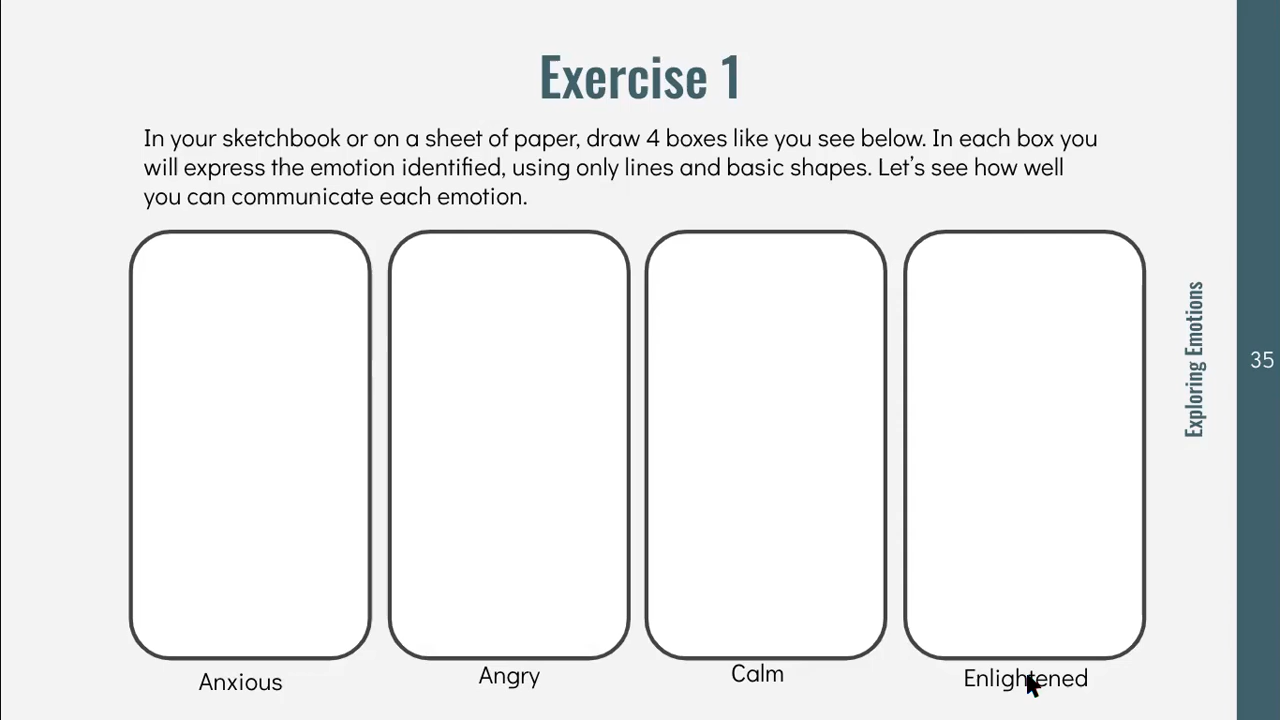 Exercise 1
In your sketchbook or on a sheet of paper, draw 4 boxes like you see below. In each box you
will express the emotion identified, using only lines and basic shapes. Let’s see how well
you can communicate each emotion.
Anxious
Angry
Calm
Enlightened
Exploring Emotions
35